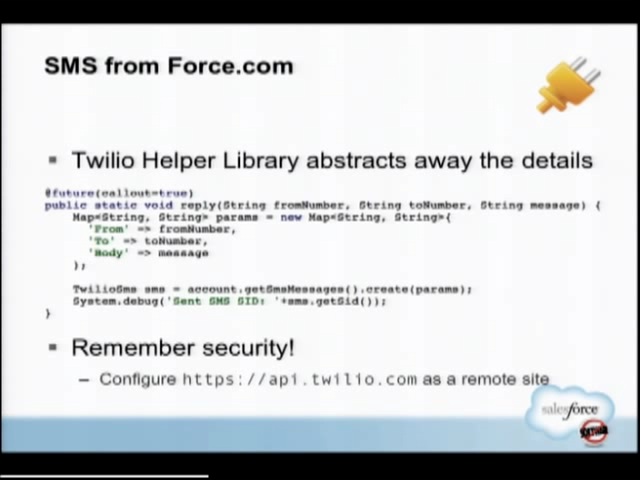 SMS from Force.com
▪ Twilio Helper Library abstracts away the details
@future(callout=true)
public static void reply(String fromNumber, String toNumber, String message) {
Map<String, String> params = new Map<String, String>{
'From' => fromNumber,
'To' => toNumber,
'Body' => message
};
TwilioSms sms = account.getSmsMessages().create(params);
System.debug('Sent SMS SID: '+sms.getSid());
}
▪ Remember security!
– Configure https://api.twilio.com as a remote site
salesforce